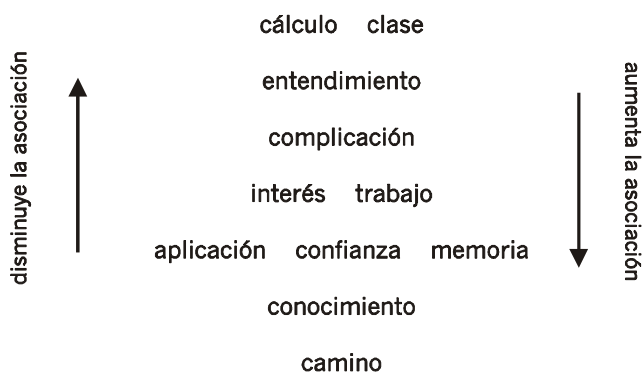 cálculo clase
entendimiento
complicación
interés trabajo
aplicación confianza memoria
conocimiento
camino
disminuye la asociación
aumenta la asociación